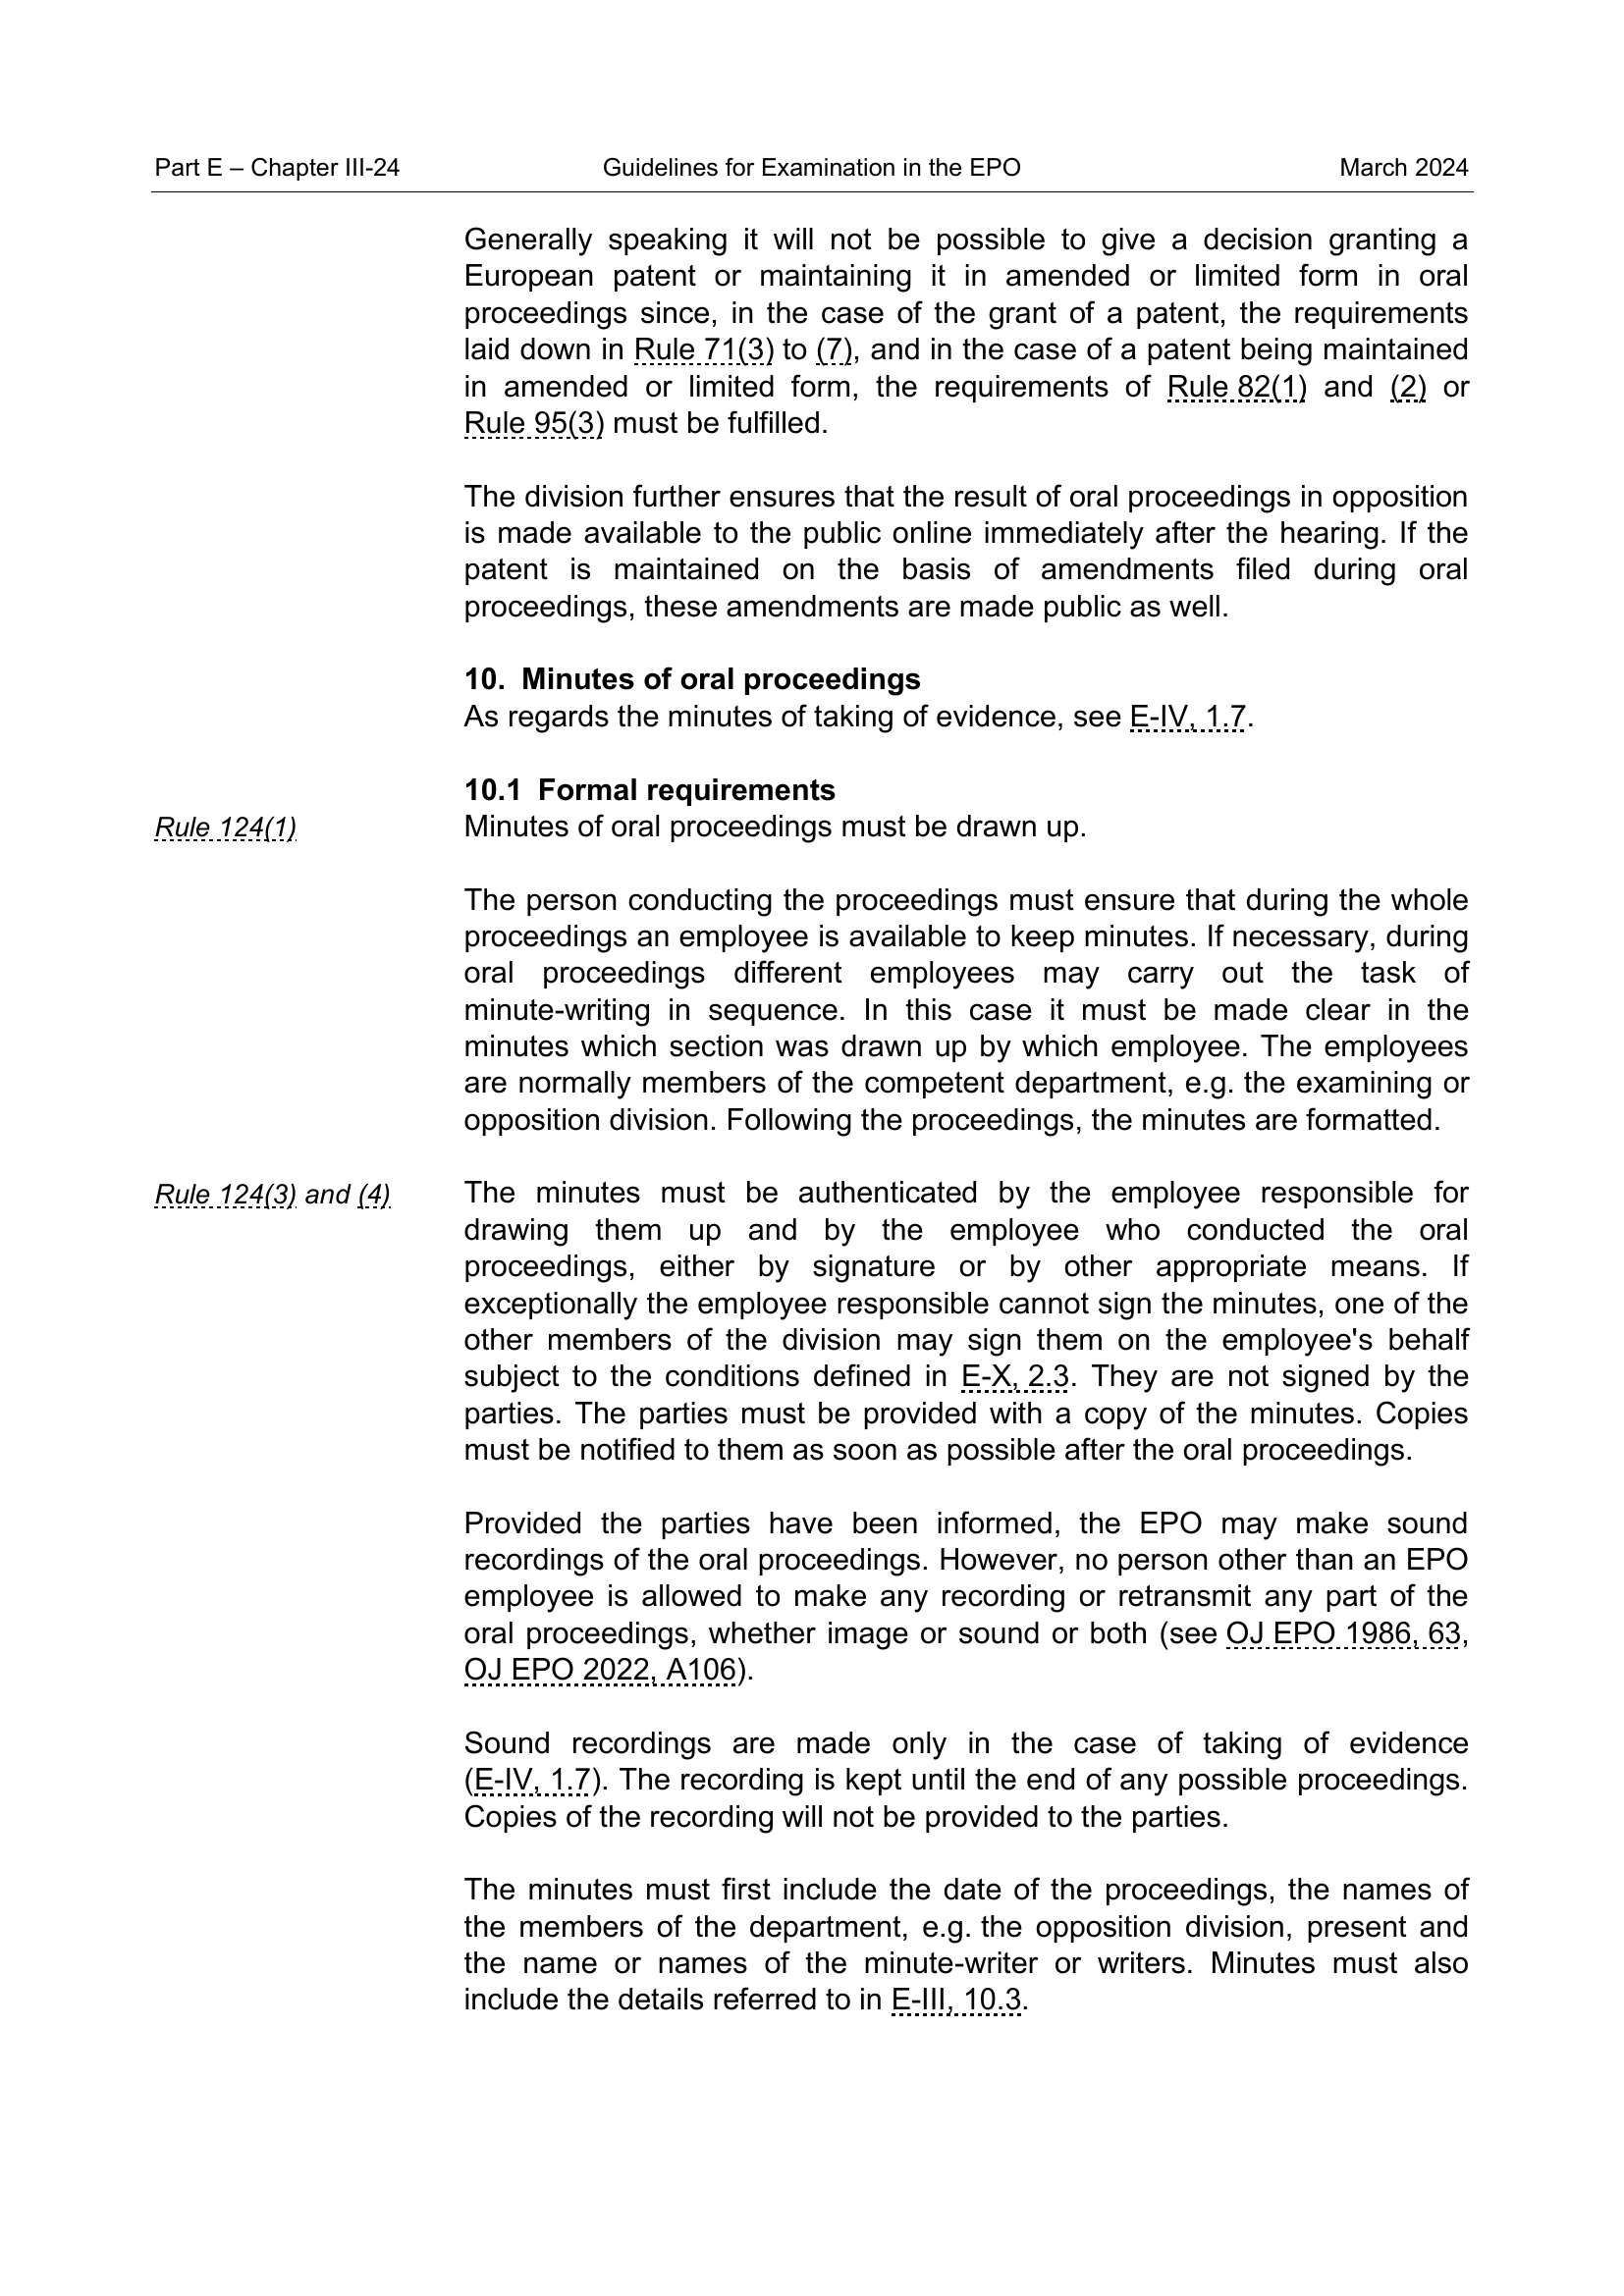 Part E – Chapter III-24 Guidelines for Examination in the EPO March 2024
Generally speaking it will not be possible to give a decision granting a
European patent or maintaining it in amended or limited form in oral
proceedings since, in the case of the grant of a patent, the requirements
laid down in Rule 71(3) to (7), and in the case of a patent being maintained
in amended or limited form, the requirements of Rule 82(1) and (2) or
Rule 95(3) must be fulfilled.
The division further ensures that the result of oral proceedings in opposition
is made available to the public online immediately after the hearing. If the
patent is maintained on the basis of amendments filed during oral
proceedings, these amendments are made public as well.
10. Minutes of oral proceedings
As regards the minutes of taking of evidence, see E-IV, 1.7.
10.1 Formal requirements
Rule 124(1) Minutes of oral proceedings must be drawn up.
The person conducting the proceedings must ensure that during the whole
proceedings an employee is available to keep minutes. If necessary, during
oral proceedings different employees may carry out the task of
minute-writing in sequence. In this case it must be made clear in the
minutes which section was drawn up by which employee. The employees
are normally members of the competent department, e.g. the examining or
opposition division. Following the proceedings, the minutes are formatted.
Rule 124(3) and (4) The minutes must be authenticated by the employee responsible for
drawing them up and by the employee who conducted the oral
proceedings, either by signature or by other appropriate means. If
exceptionally the employee responsible cannot sign the minutes, one of the
other members of the division may sign them on the employee's behalf
subject to the conditions defined in E-X, 2.3. They are not signed by the
parties. The parties must be provided with a copy of the minutes. Copies
must be notified to them as soon as possible after the oral proceedings.
Provided the parties have been informed, the EPO may make sound
recordings of the oral proceedings. However, no person other than an EPO
employee is allowed to make any recording or retransmit any part of the
oral proceedings, whether image or sound or both (see OJ EPO 1986, 63,
OJ EPO 2022, A106).
Sound recordings are made only in the case of taking of evidence
(E-IV, 1.7). The recording is kept until the end of any possible proceedings.
Copies of the recording will not be provided to the parties.
The minutes must first include the date of the proceedings, the names of
the members of the department, e.g. the opposition division, present and
the name or names of the minute-writer or writers. Minutes must also
include the details referred to in E-III, 10.3.